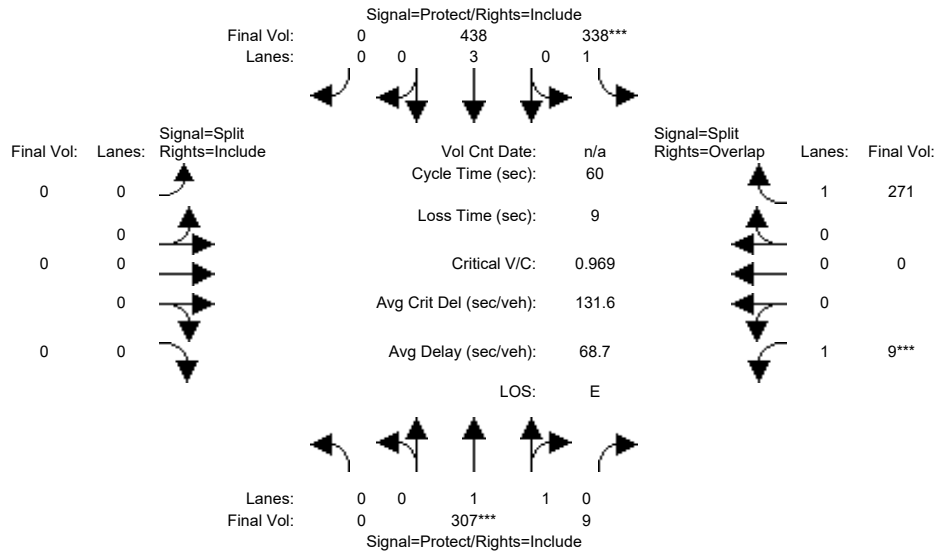 Signal=Protect/Rights=Include
Final Vol: 0 438 338***
Lanes: 0 0 3 0 1
Signal=Split
Final Vol: Lanes: Rights=Include
Vol Cnt Date: n/a
Signal=Split
Rights=Overlap Lanes: Final Vol:
Cycle Time (sec): 60
0 0
1 271
Loss Time (sec): 9
0
0
0 0
Critical V/C: 0.969
0 0
0
Avg Crit Del (sec/veh): 131.6
0
0 0
Avg Delay (sec/veh): 68.7
1 9***
LOS: E
Lanes: 0 0 1 1 0
Final Vol: 0 307*** 9
Signal=Protect/Rights=Include